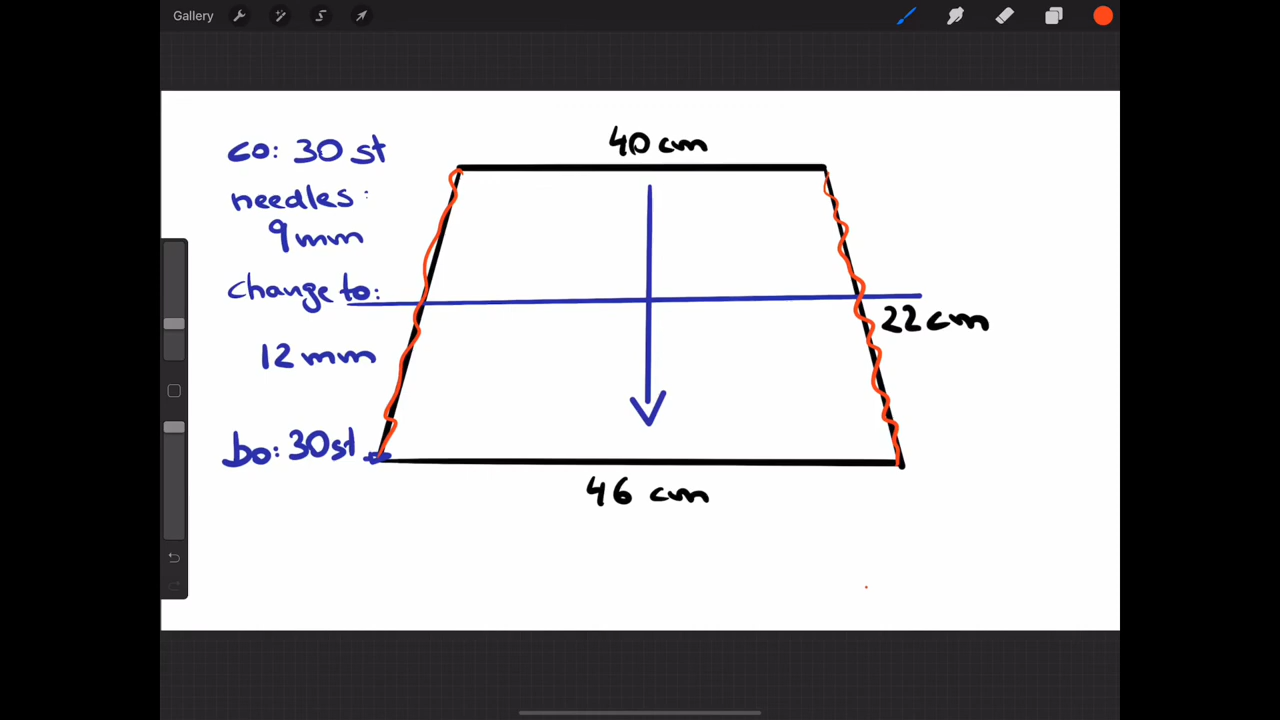 Gallery
40 cm
co: 30 st
needles:
9 mm
change to:
22 cm
12 mm
bo: 30 st
46 cm